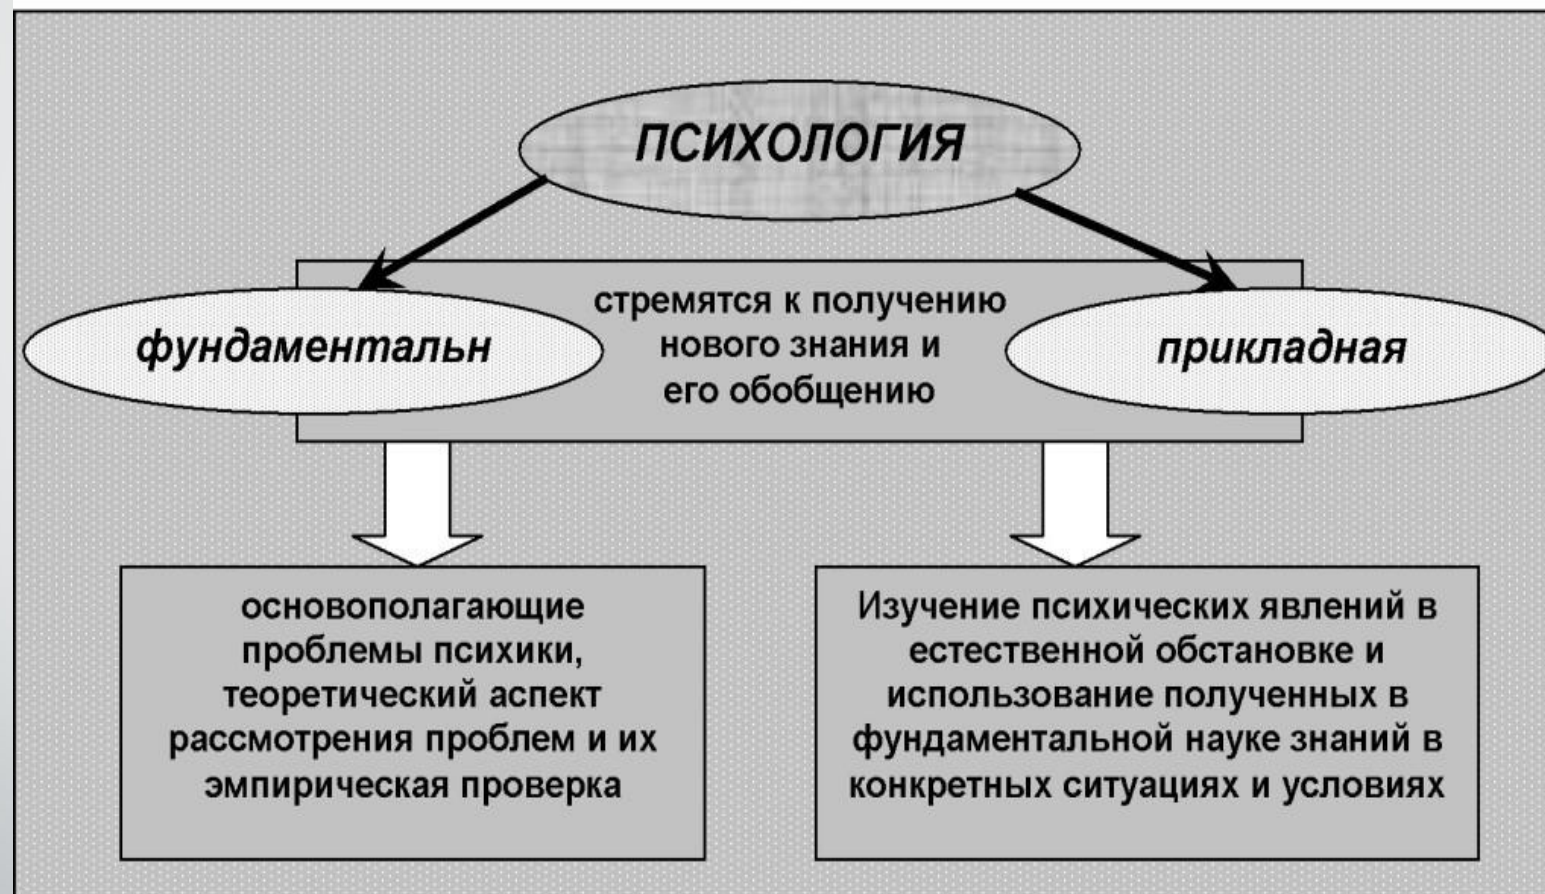 ПСИХОЛОГИЯ
фундаментальн
стремятся к получению
нового знания и
его обобщению
прикладная
основополагающие
проблемы психики,
теоретический аспект
рассмотрения проблем и их
эмпирическая проверка
Изучение психических явлений в
естественной обстановке и
использование полученных в
фундаментальной науке знаний в
конкретных ситуациях и условиях